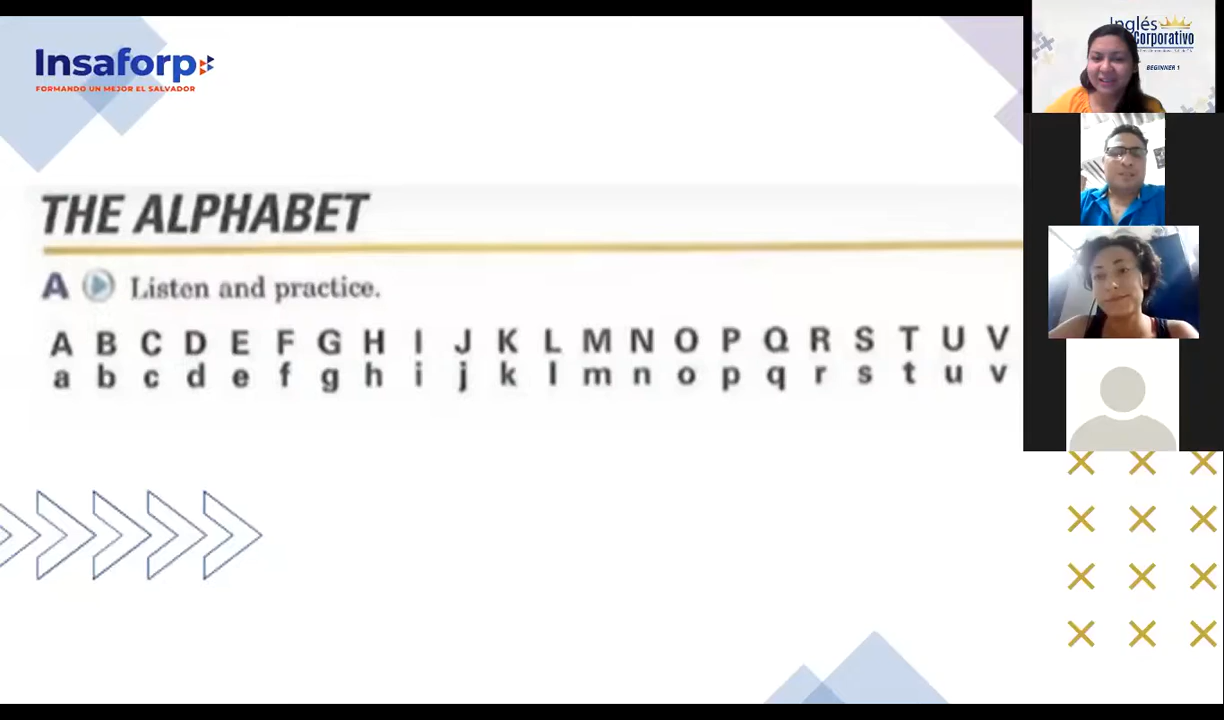 Insaforp
FORMANDO UN MEJOR EL SALVADOR
THE ALPHABET
A Listen and practice.
A B C D E F G H I J K L M N O P Q R S T U V
a b c d e f g h i j k l m n o p q r s t u v
Inglés
Corporativo
BEGINNER 1